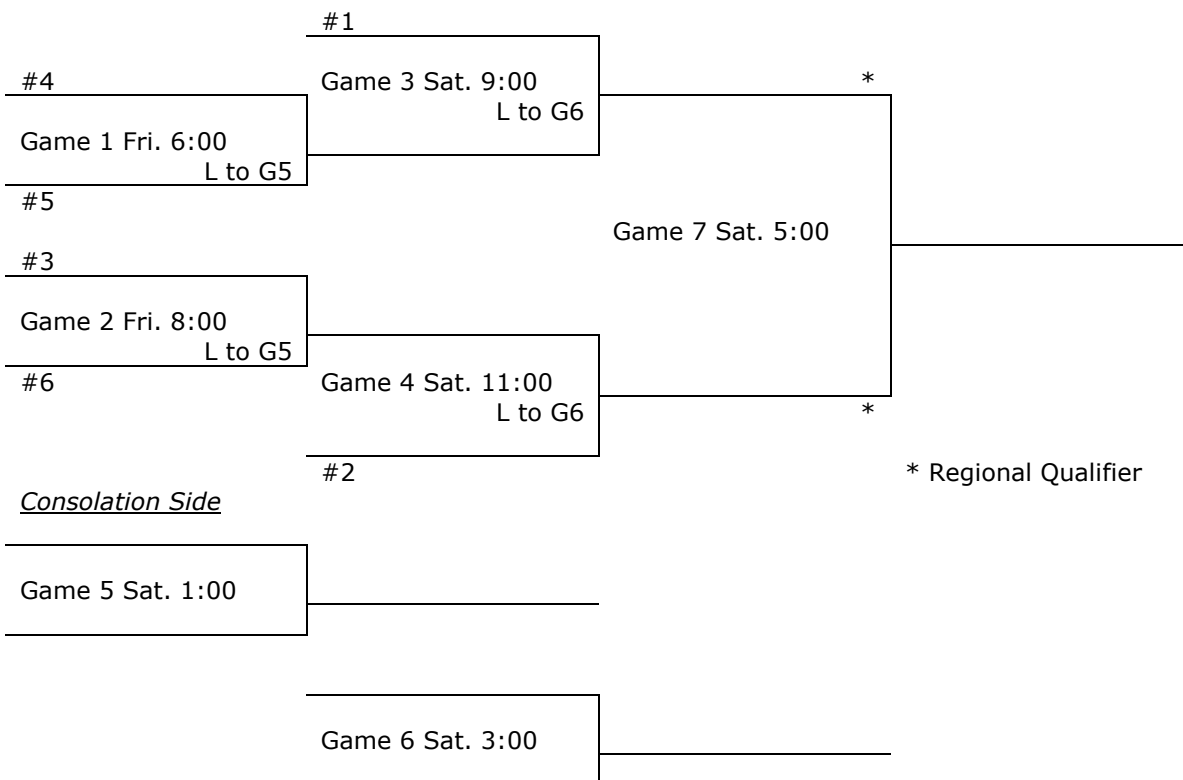 #1
#4
Game 3 Sat. 9:00
*
L to G6
Game 1 Fri. 6:00
L to G5
#5
Game 7 Sat. 5:00
#3
Game 2 Fri. 8:00
L to G5
#6
Game 4 Sat. 11:00
L to G6
*
#2
* Regional Qualifier
Consolation Side
Game 5 Sat. 1:00
Game 6 Sat. 3:00